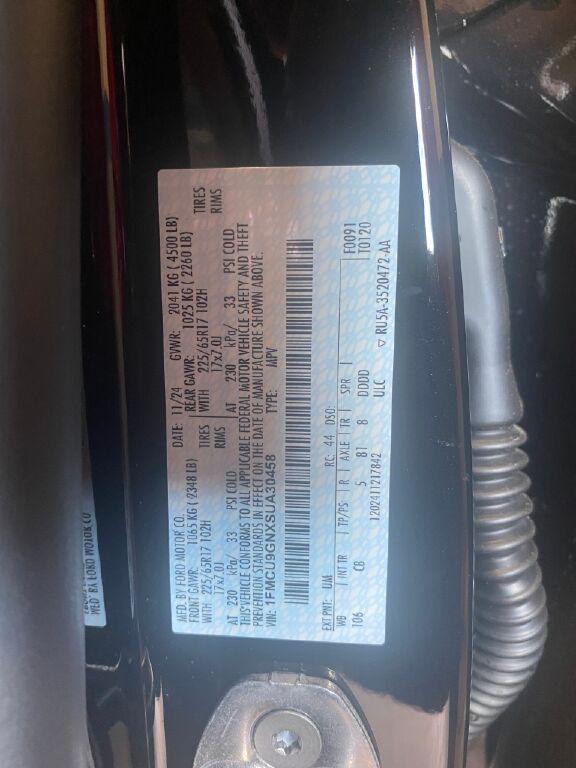 MFD. BY FORD MOTOR CO.
DATE: 11/24 GVWR: 2041 KG ( 4500 LB)
FRONT GAWR: 1065 KG ( 2348 LB)
REAR GAWR: 1025 KG ( 2260 LB)
WITH 225/65R17 102H TIRES
WITH 225/65R17 102H TIRES
17x7.0J RIMS
17x7.0J RIMS
AT 230 kPa/ 33 PSI COLD
AT 230 kPa/ 33 PSI COLD
THIS VEHICLE CONFORMS TO ALL APPLICABLE FEDERAL MOTOR VEHICLE SAFETY AND THEFT
PREVENTION STANDARDS IN EFFECT ON THE DATE OF MANUFACTURE SHOWN ABOVE.
VIN: 1FMCU9GNXSUA30458 TYPE: MPV
EXT PNT: UM RC: 44 DSO: F0091
T0120
WB INT TR TP/PS R AXLE TR SPR
106 CB 5 81 8 DDDD
ULC
1202411217842 ▽ RU5A-3520472-AA
FORD MOTOR CO